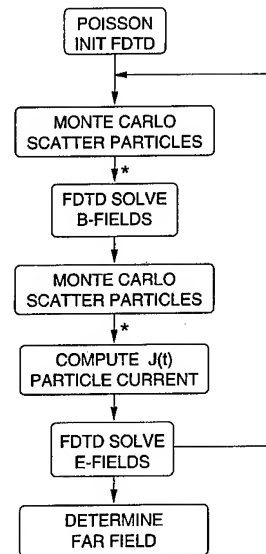 POISSON
INIT FDTD
MONTE CARLO
SCATTER PARTICLES
*
FDTD SOLVE
B-FIELDS
MONTE CARLO
SCATTER PARTICLES
*
COMPUTE J(t)
PARTICLE CURRENT
FDTD SOLVE
E-FIELDS
DETERMINE
FAR FIELD